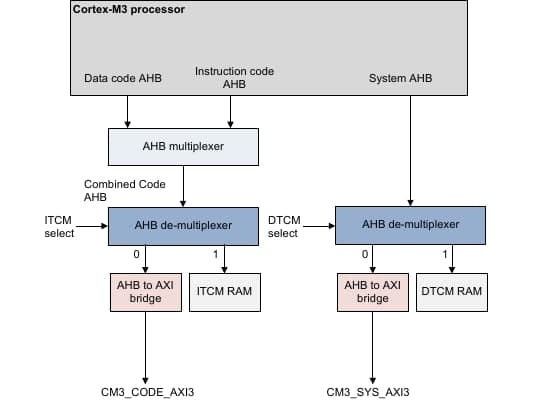 Cortex-M3 processor
Data code AHB
Instruction code
AHB
System AHB
AHB multiplexer
Combined Code
AHB
ITCM
select
AHB de-multiplexer
DTCM
select
AHB de-multiplexer
0
1
0
1
AHB to AXI
bridge
ITCM RAM
AHB to AXI
bridge
DTCM RAM
CM3_CODE_AXI3
CM3_SYS_AXI3